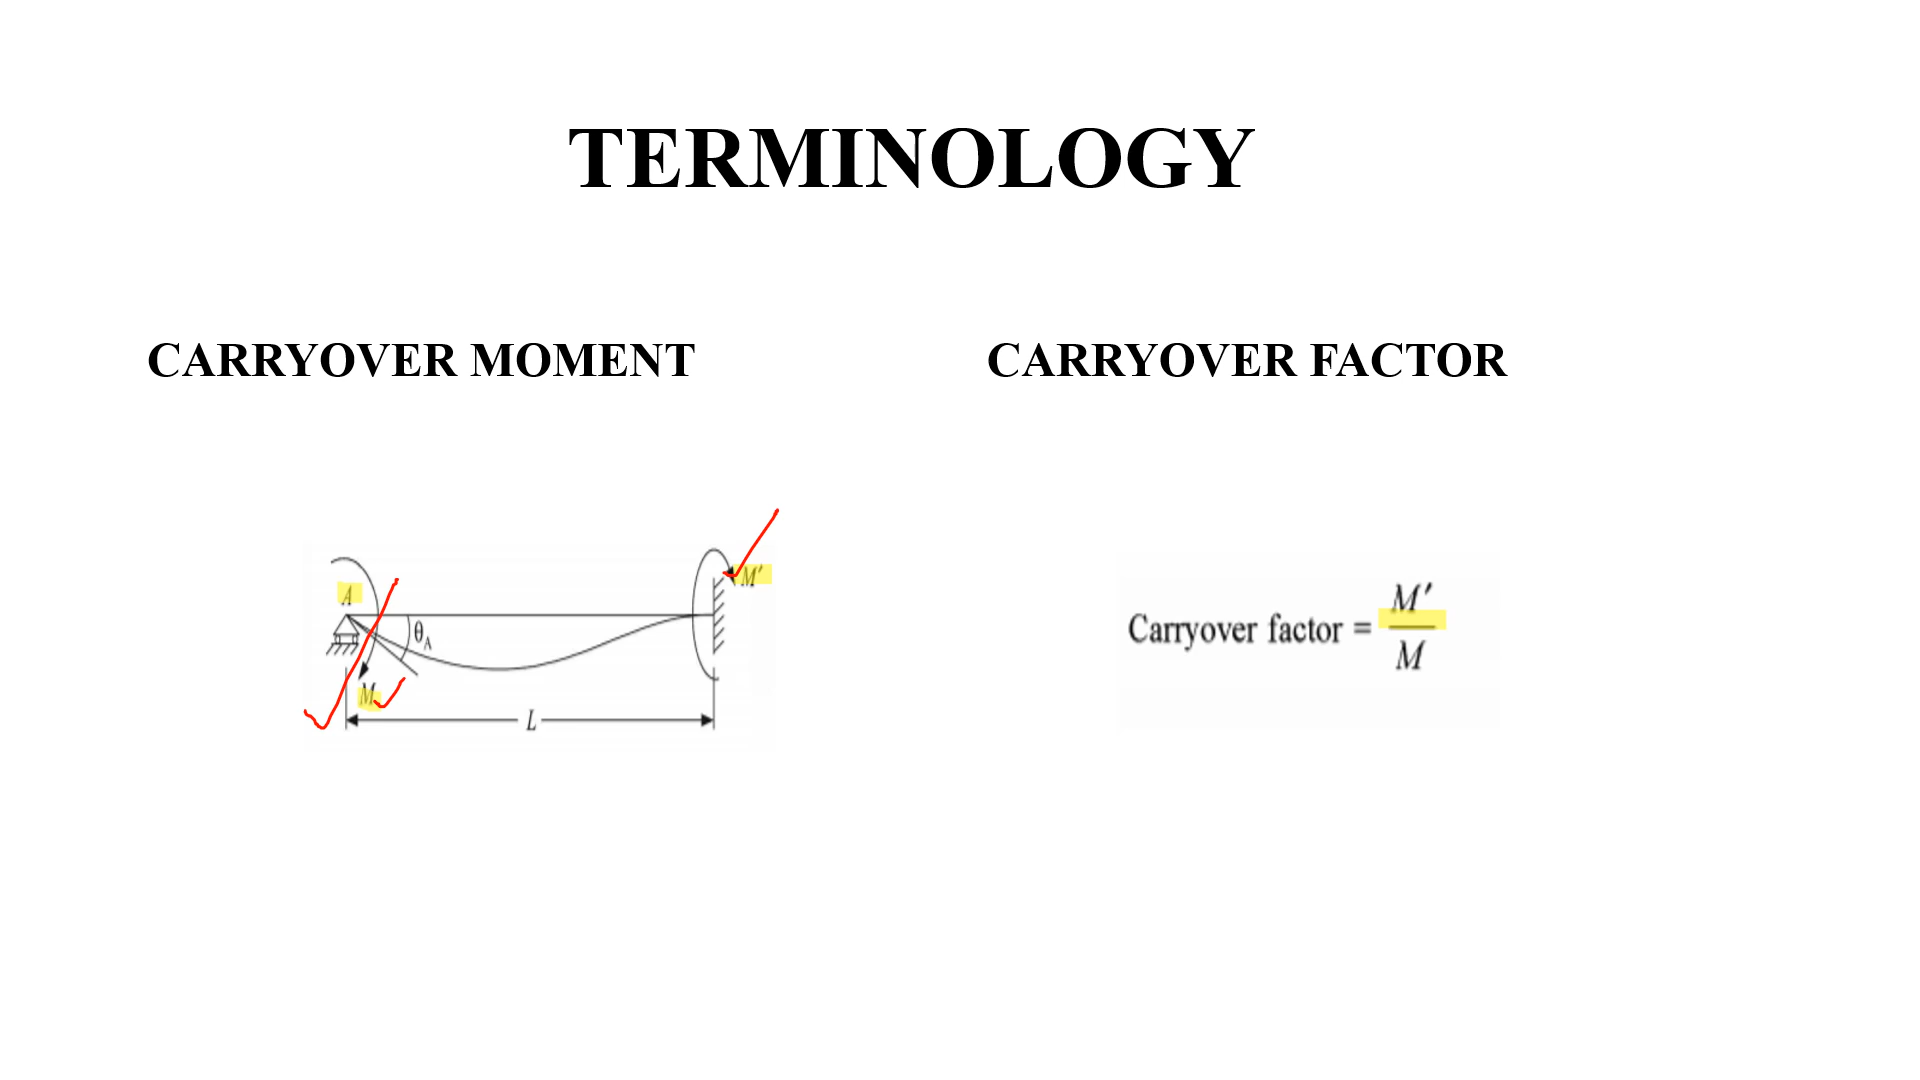 TERMINOLOGY
CARRYOVER MOMENT
CARRYOVER FACTOR
A
θA
M
M'
L
Carryover factor = M'/M